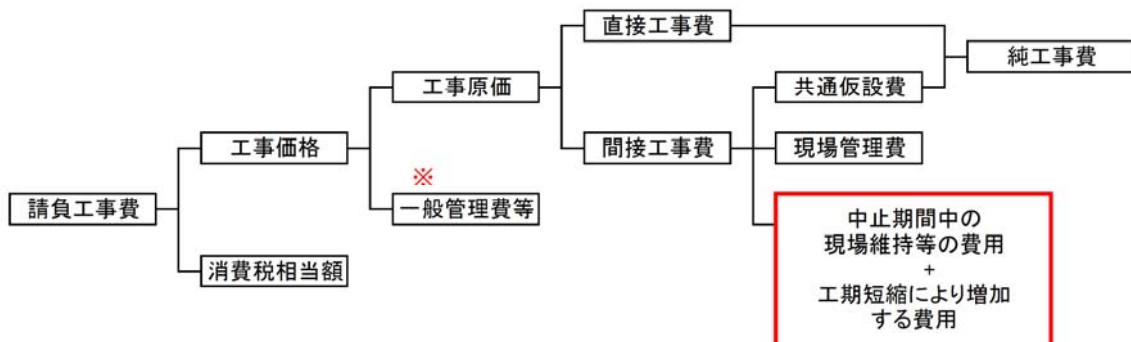 直接工事費
純工事費
工事原価
共通仮設費
工事価格
間接工事費
現場管理費
※
請負工事費
一般管理費等
中止期間中の
現場維持等の費用
+
工期短縮により増加
する費用
消費税相当額